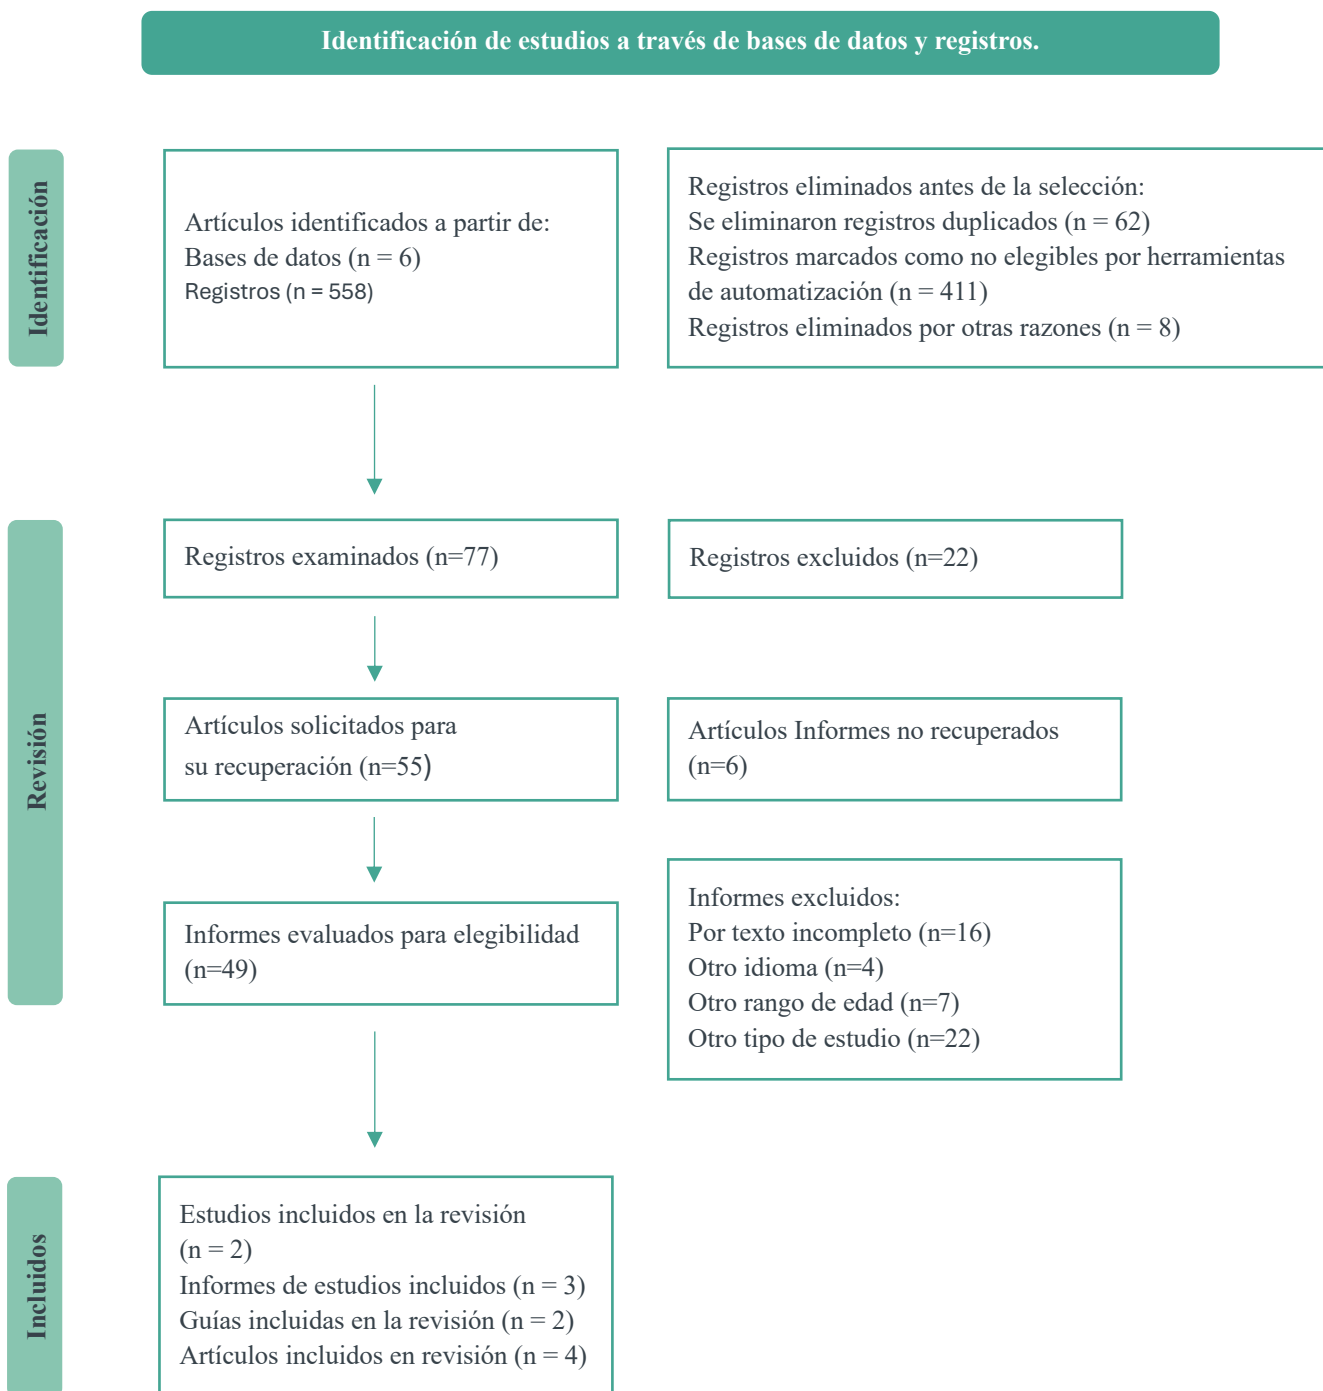 Identificación de estudios a través de bases de datos y registros.
Identificación
Artículos identificados a partir de:
Bases de datos (n = 6)
Registros (n = 558)
Registros eliminados antes de la selección:
Se eliminaron registros duplicados (n = 62)
Registros marcados como no elegibles por herramientas
de automatización (n = 411)
Registros eliminados por otras razones (n = 8)
Revisión
Registros examinados (n=77)
Registros excluidos (n=22)
Artículos solicitados para
su recuperación (n=55)
Artículos Informes no recuperados
(n=6)
Informes evaluados para elegibilidad
(n=49)
Informes excluidos:
Por texto incompleto (n=16)
Otro idioma (n=4)
Otro rango de edad (n=7)
Otro tipo de estudio (n=22)
Incluidos
Estudios incluidos en la revisión
(n = 2)
Informes de estudios incluidos (n = 3)
Guías incluidas en la revisión (n = 2)
Artículos incluidos en revisión (n = 4)